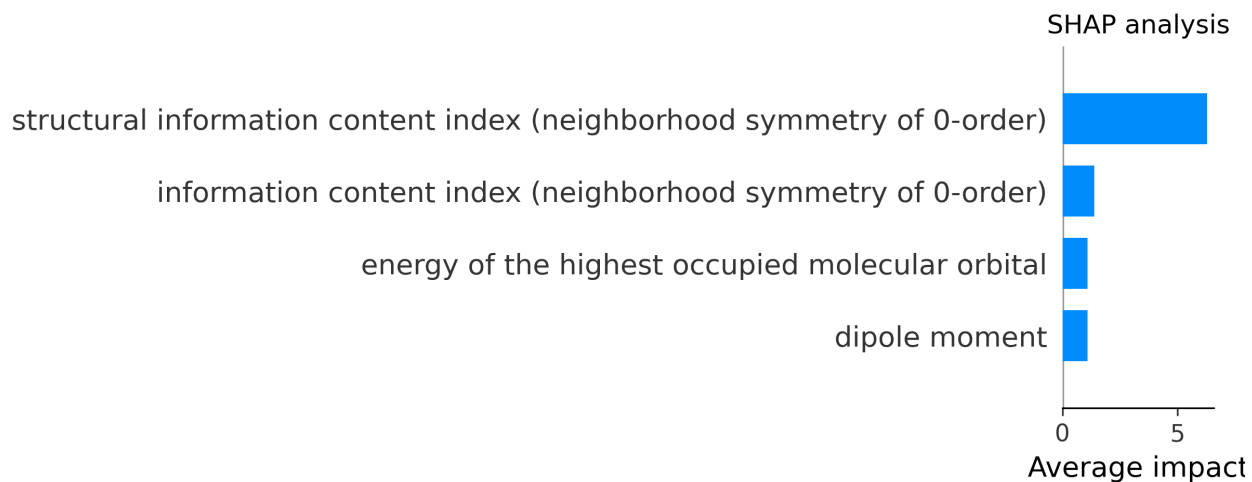 SHAP analysis
structural information content index (neighborhood symmetry of 0-order)
information content index (neighborhood symmetry of 0-order)
energy of the highest occupied molecular orbital
dipole moment
0 5
Average impact